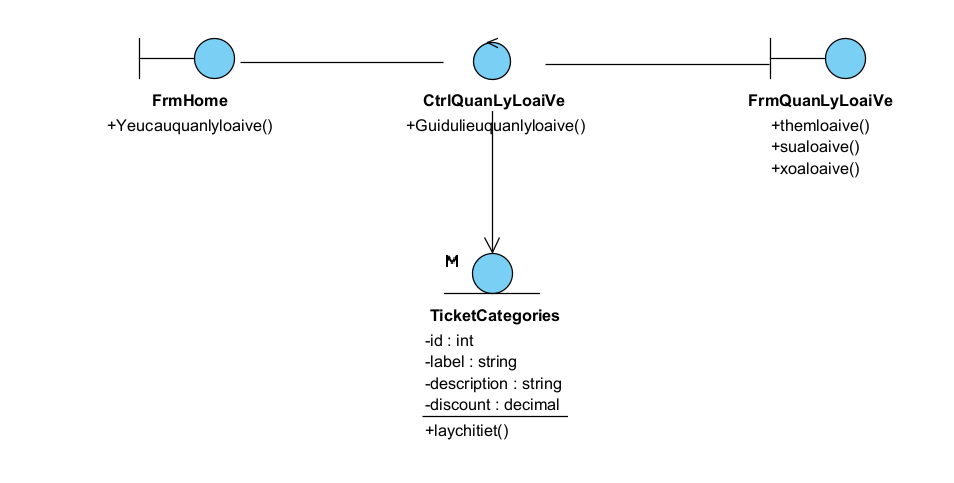 FrmHome
+Yeucauquanlyloaive()
CtrlQuanLyLoaiVe
+Guidulieuquanlyloaive()
FrmQuanLyLoaiVe
+themloaive()
+sualoaive()
+xoaloaive()
M
TicketCategories
-id : int
-label : string
-description : string
-discount : decimal
+laychitiet()